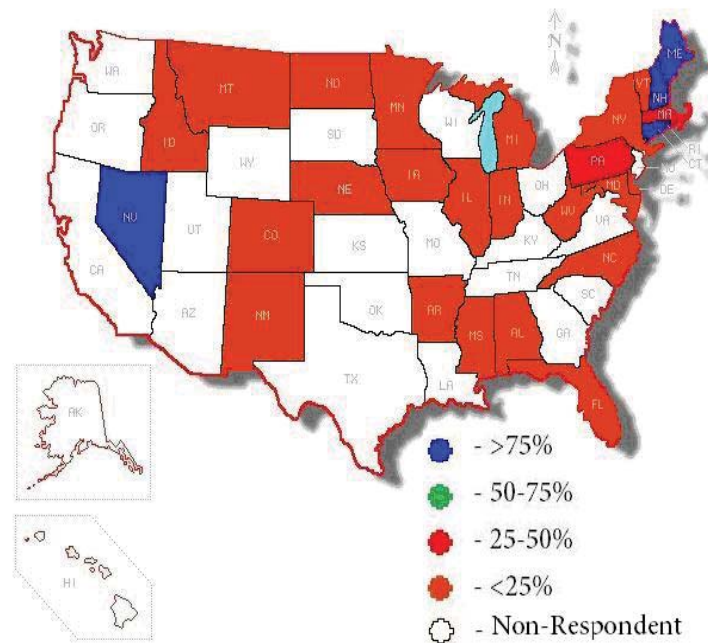 N
WA
MT
ND
MN
ME
VT
NH
OR
ID
SD
WI
MI
NY
MA
RI
CT
WY
IA
PA
NJ
NE
OH
DE
NV
UT
CO
IL
IN
WV
MD
VA
CA
KS
MO
KY
NC
TN
AZ
NM
OK
AR
SC
MS
AL
GA
TX
LA
FL
AK
HI
- >75%
- 50-75%
- 25-50%
- <25%
- Non-Respondent